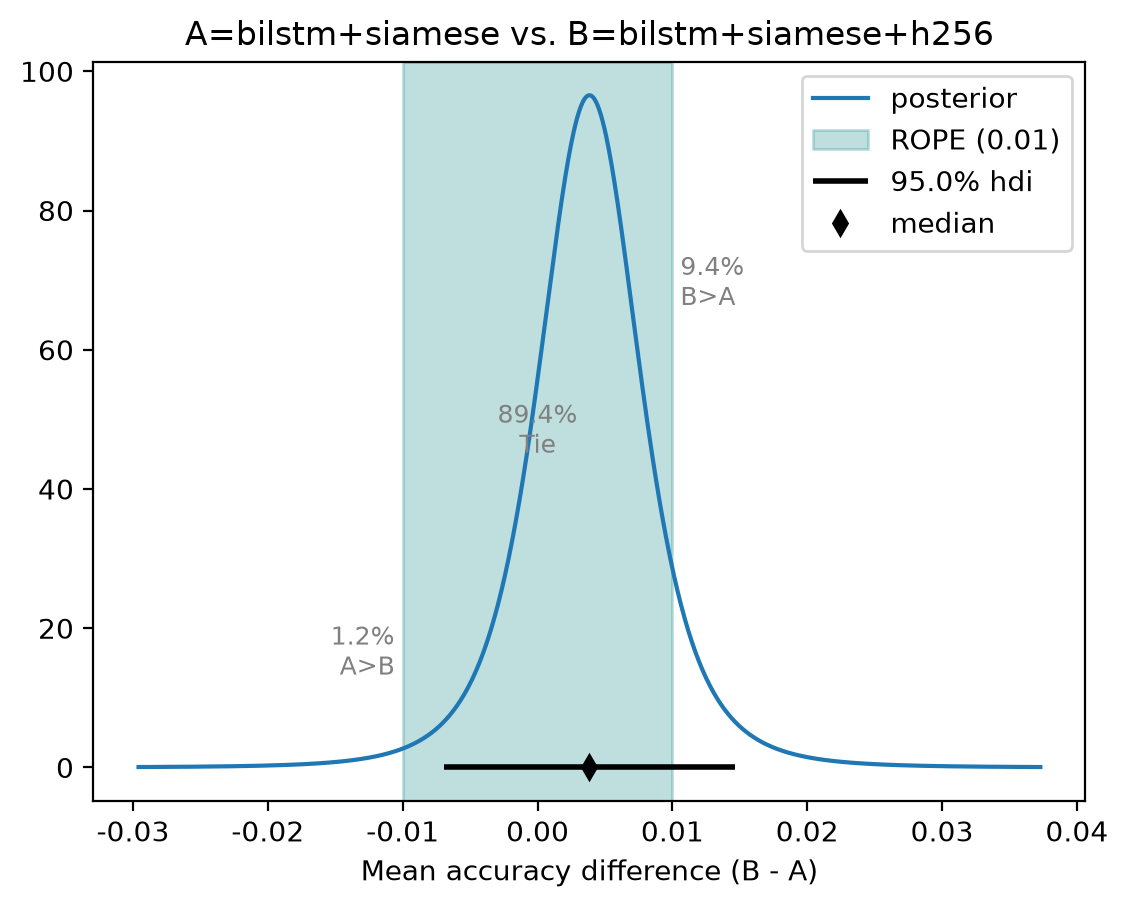 A=bilstm+siamese vs. B=bilstm+siamese+h256
100
80
60
40
20
0
posterior
ROPE (0.01)
95.0% hdi
median
9.4%
B>A
89.4%
Tie
1.2%
A>B
-0.03 -0.02 -0.01 0.00 0.01 0.02 0.03 0.04
Mean accuracy difference (B - A)